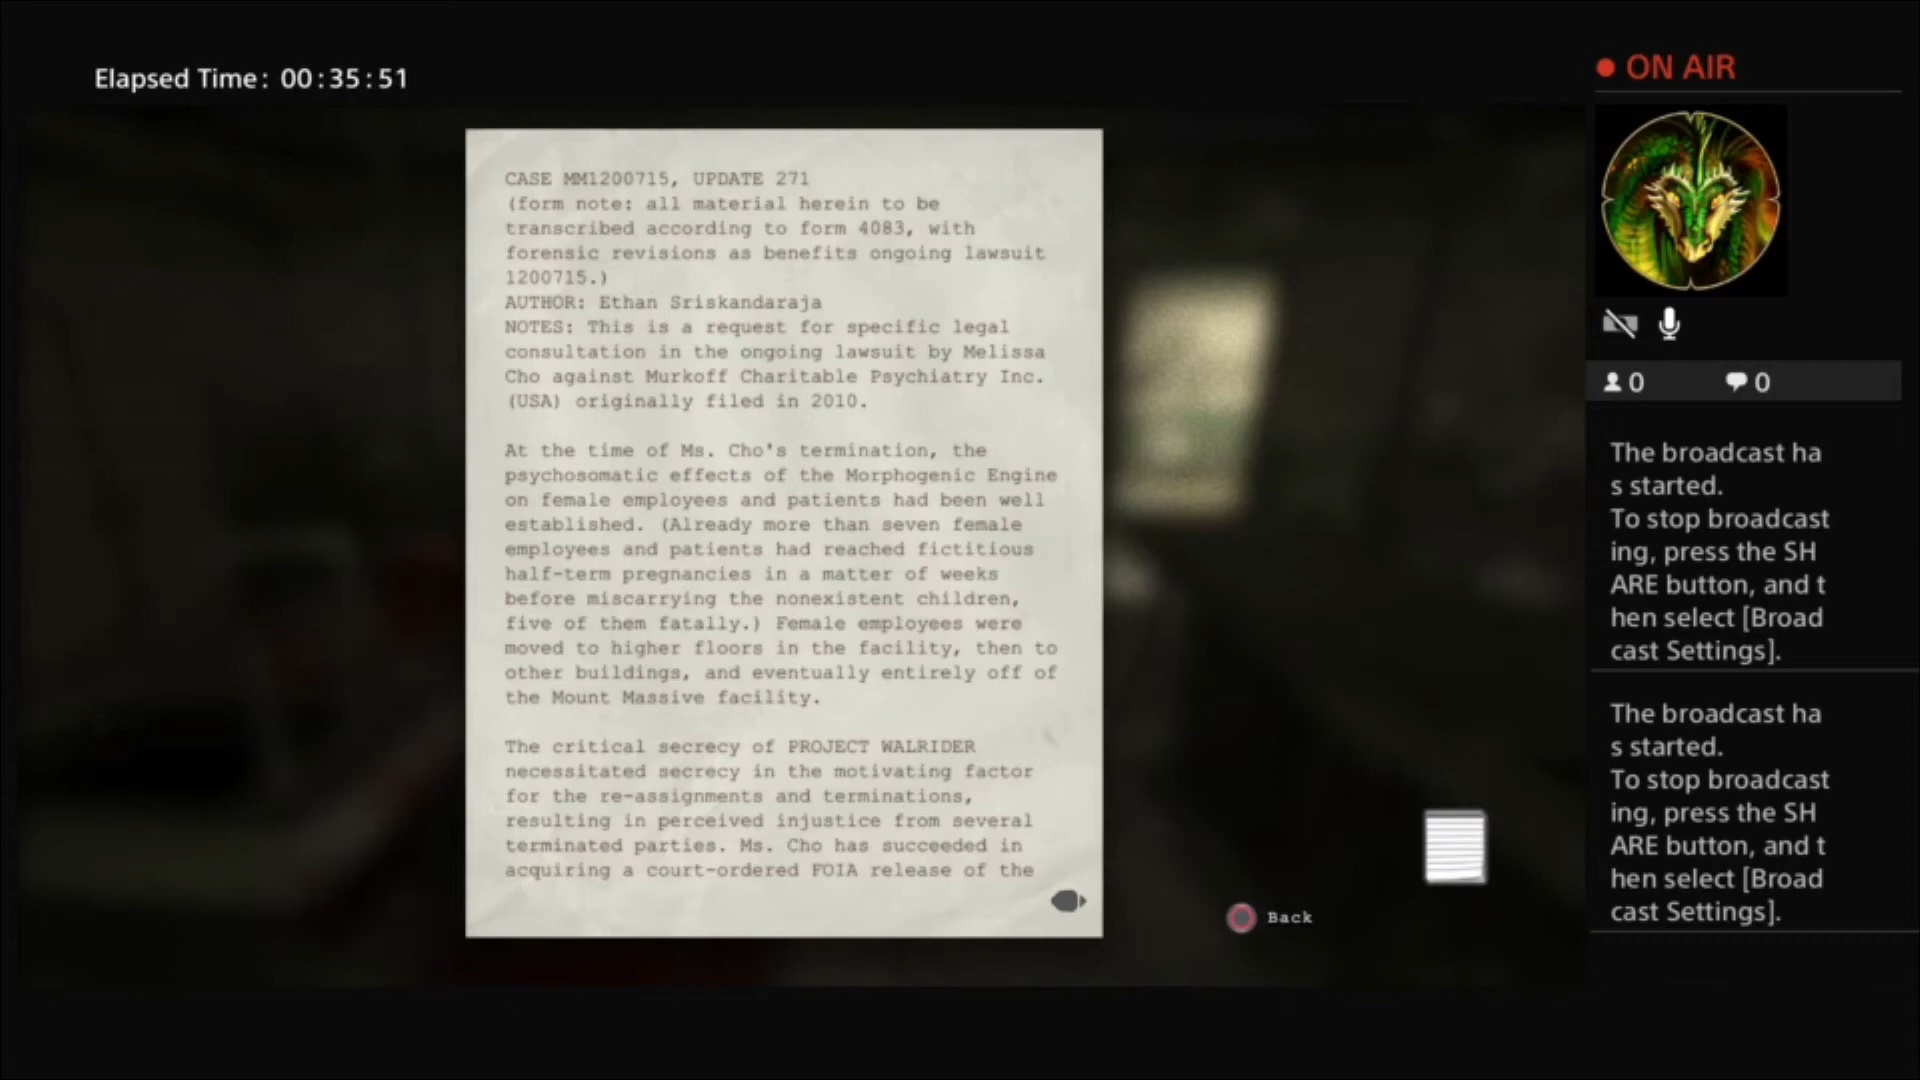 Elapsed Time: 00:35:51
CASE MM1200715, UPDATE 271
(form note: all material herein to be
transcribed according to form 4083, with
forensic revisions as benefits ongoing lawsuit
1200715.)
AUTHOR: Ethan Sriskandaraja
NOTES: This is a request for specific legal
consultation in the ongoing lawsuit by Melissa
Cho against Murkoff Charitable Psychiatry Inc.
(USA) originally filed in 2010.
At the time of Ms. Cho's termination, the
psychosomatic effects of the Morphogenic Engine
on female employees and patients had been well
established. (Already more than seven female
employees and patients had reached fictitious
half-term pregnancies in a matter of weeks
before miscarrying the nonexistent children,
five of them fatally.) Female employees were
moved to higher floors in the facility, then to
other buildings, and eventually entirely off of
the Mount Massive facility.
The critical secrecy of PROJECT WALRIDER
necessitated secrecy in the motivating factor
for the re-assignments and terminations,
resulting in perceived injustice from several
terminated parties. Ms. Cho has succeeded in
acquiring a court-ordered FOIA release of the
Back
ON AIR
0
0
The broadcast ha
s started.
To stop broadcast
ing, press the SH
ARE button, and t
hen select [Broad
cast Settings].
The broadcast ha
s started.
To stop broadcast
ing, press the SH
ARE button, and t
hen select [Broad
cast Settings].